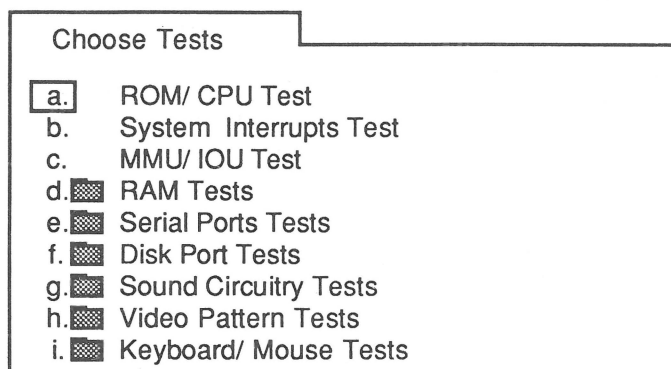 Choose Tests
a. ROM/ CPU Test
b. System Interrupts Test
c. MMU/ IOU Test
d. RAM Tests
e. Serial Ports Tests
f. Disk Port Tests
g. Sound Circuitry Tests
h. Video Pattern Tests
i. Keyboard/ Mouse Tests